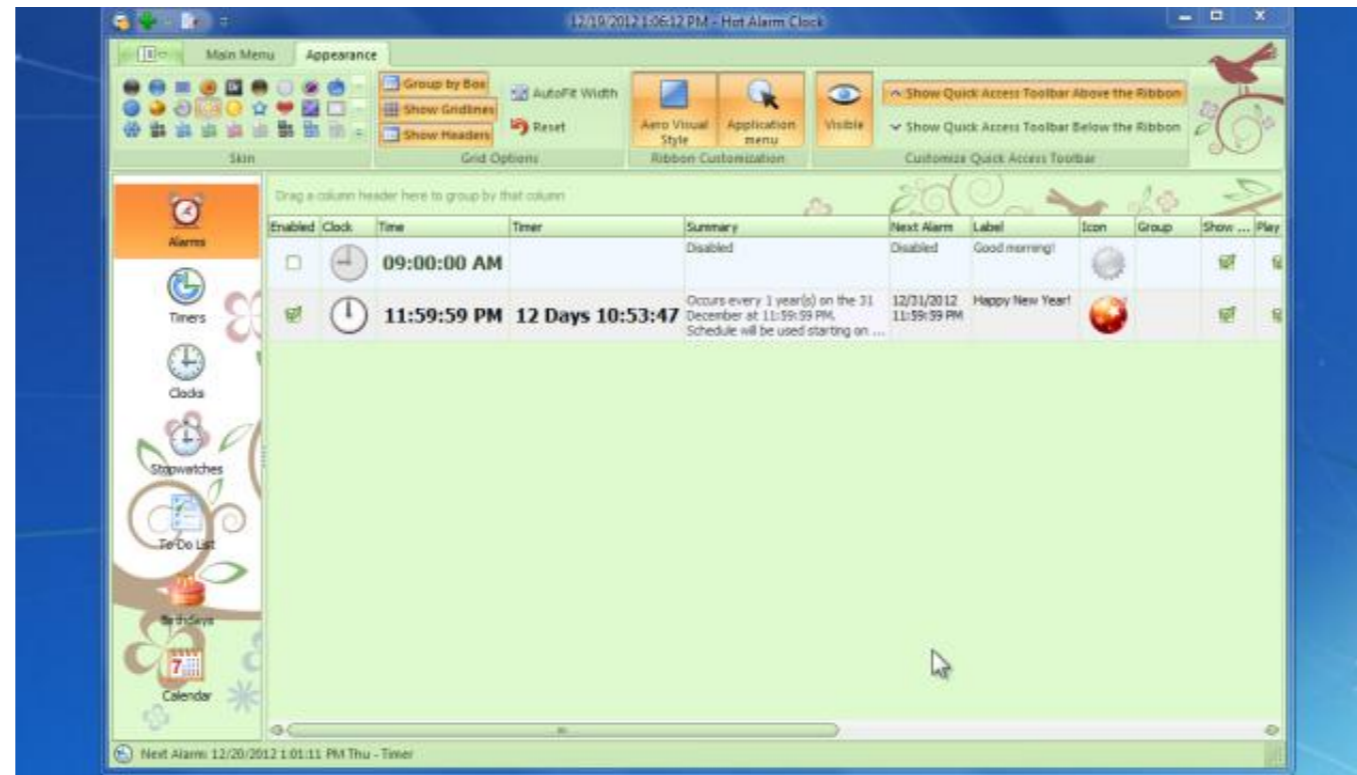 12/19/2012 1:06:12 PM - Hot Alarm Clock
Main Menu Appearance
Group by Box
AutoFit Width
Show Gridlines
Reset
Show Headers
Aero Visual
Style
Application
menu
Visible
Show Quick Access Toolbar Above the Ribbon
Show Quick Access Toolbar Below the Ribbon
Skin Grid Options Ribbon Customization Customize Quick Access Toolbar
Alarms
Timers
Clocks
Stopwatches
To-Do List
Birthdays
7
Calendar
Drag a column header here to group by that column
Enabled Clock Time Timer Summary Next Alarm Label Icon Group Show ... Play
09:00:00 AM Disabled Disabled Good morning!
11:59:59 PM 12 Days 10:53:47
Occurs every 1 year(s) on the 31
December at 11:59:59 PM.
Schedule will be used starting on ...
12/31/2012
11:59:59 PM
Happy New Year!
Next Alarm: 12/20/2012 1:01:11 PM Thu - Timer